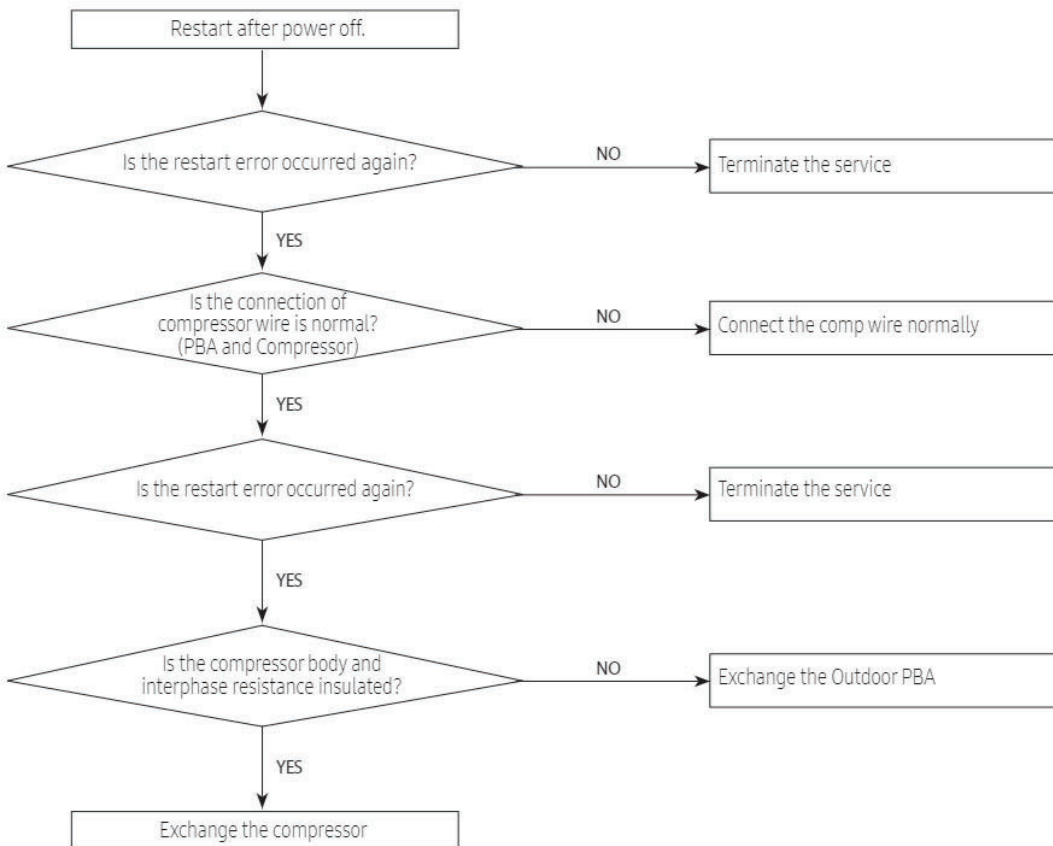 Restart after power off.
Is the restart error occurred again?
NO
Terminate the service
YES
Is the connection of
compressor wire is normal?
(PBA and Compressor)
NO
Connect the comp wire normally
YES
Is the restart error occurred again?
NO
Terminate the service
YES
Is the compressor body and
interphase resistance insulated?
NO
Exchange the Outdoor PBA
YES
Exchange the compressor